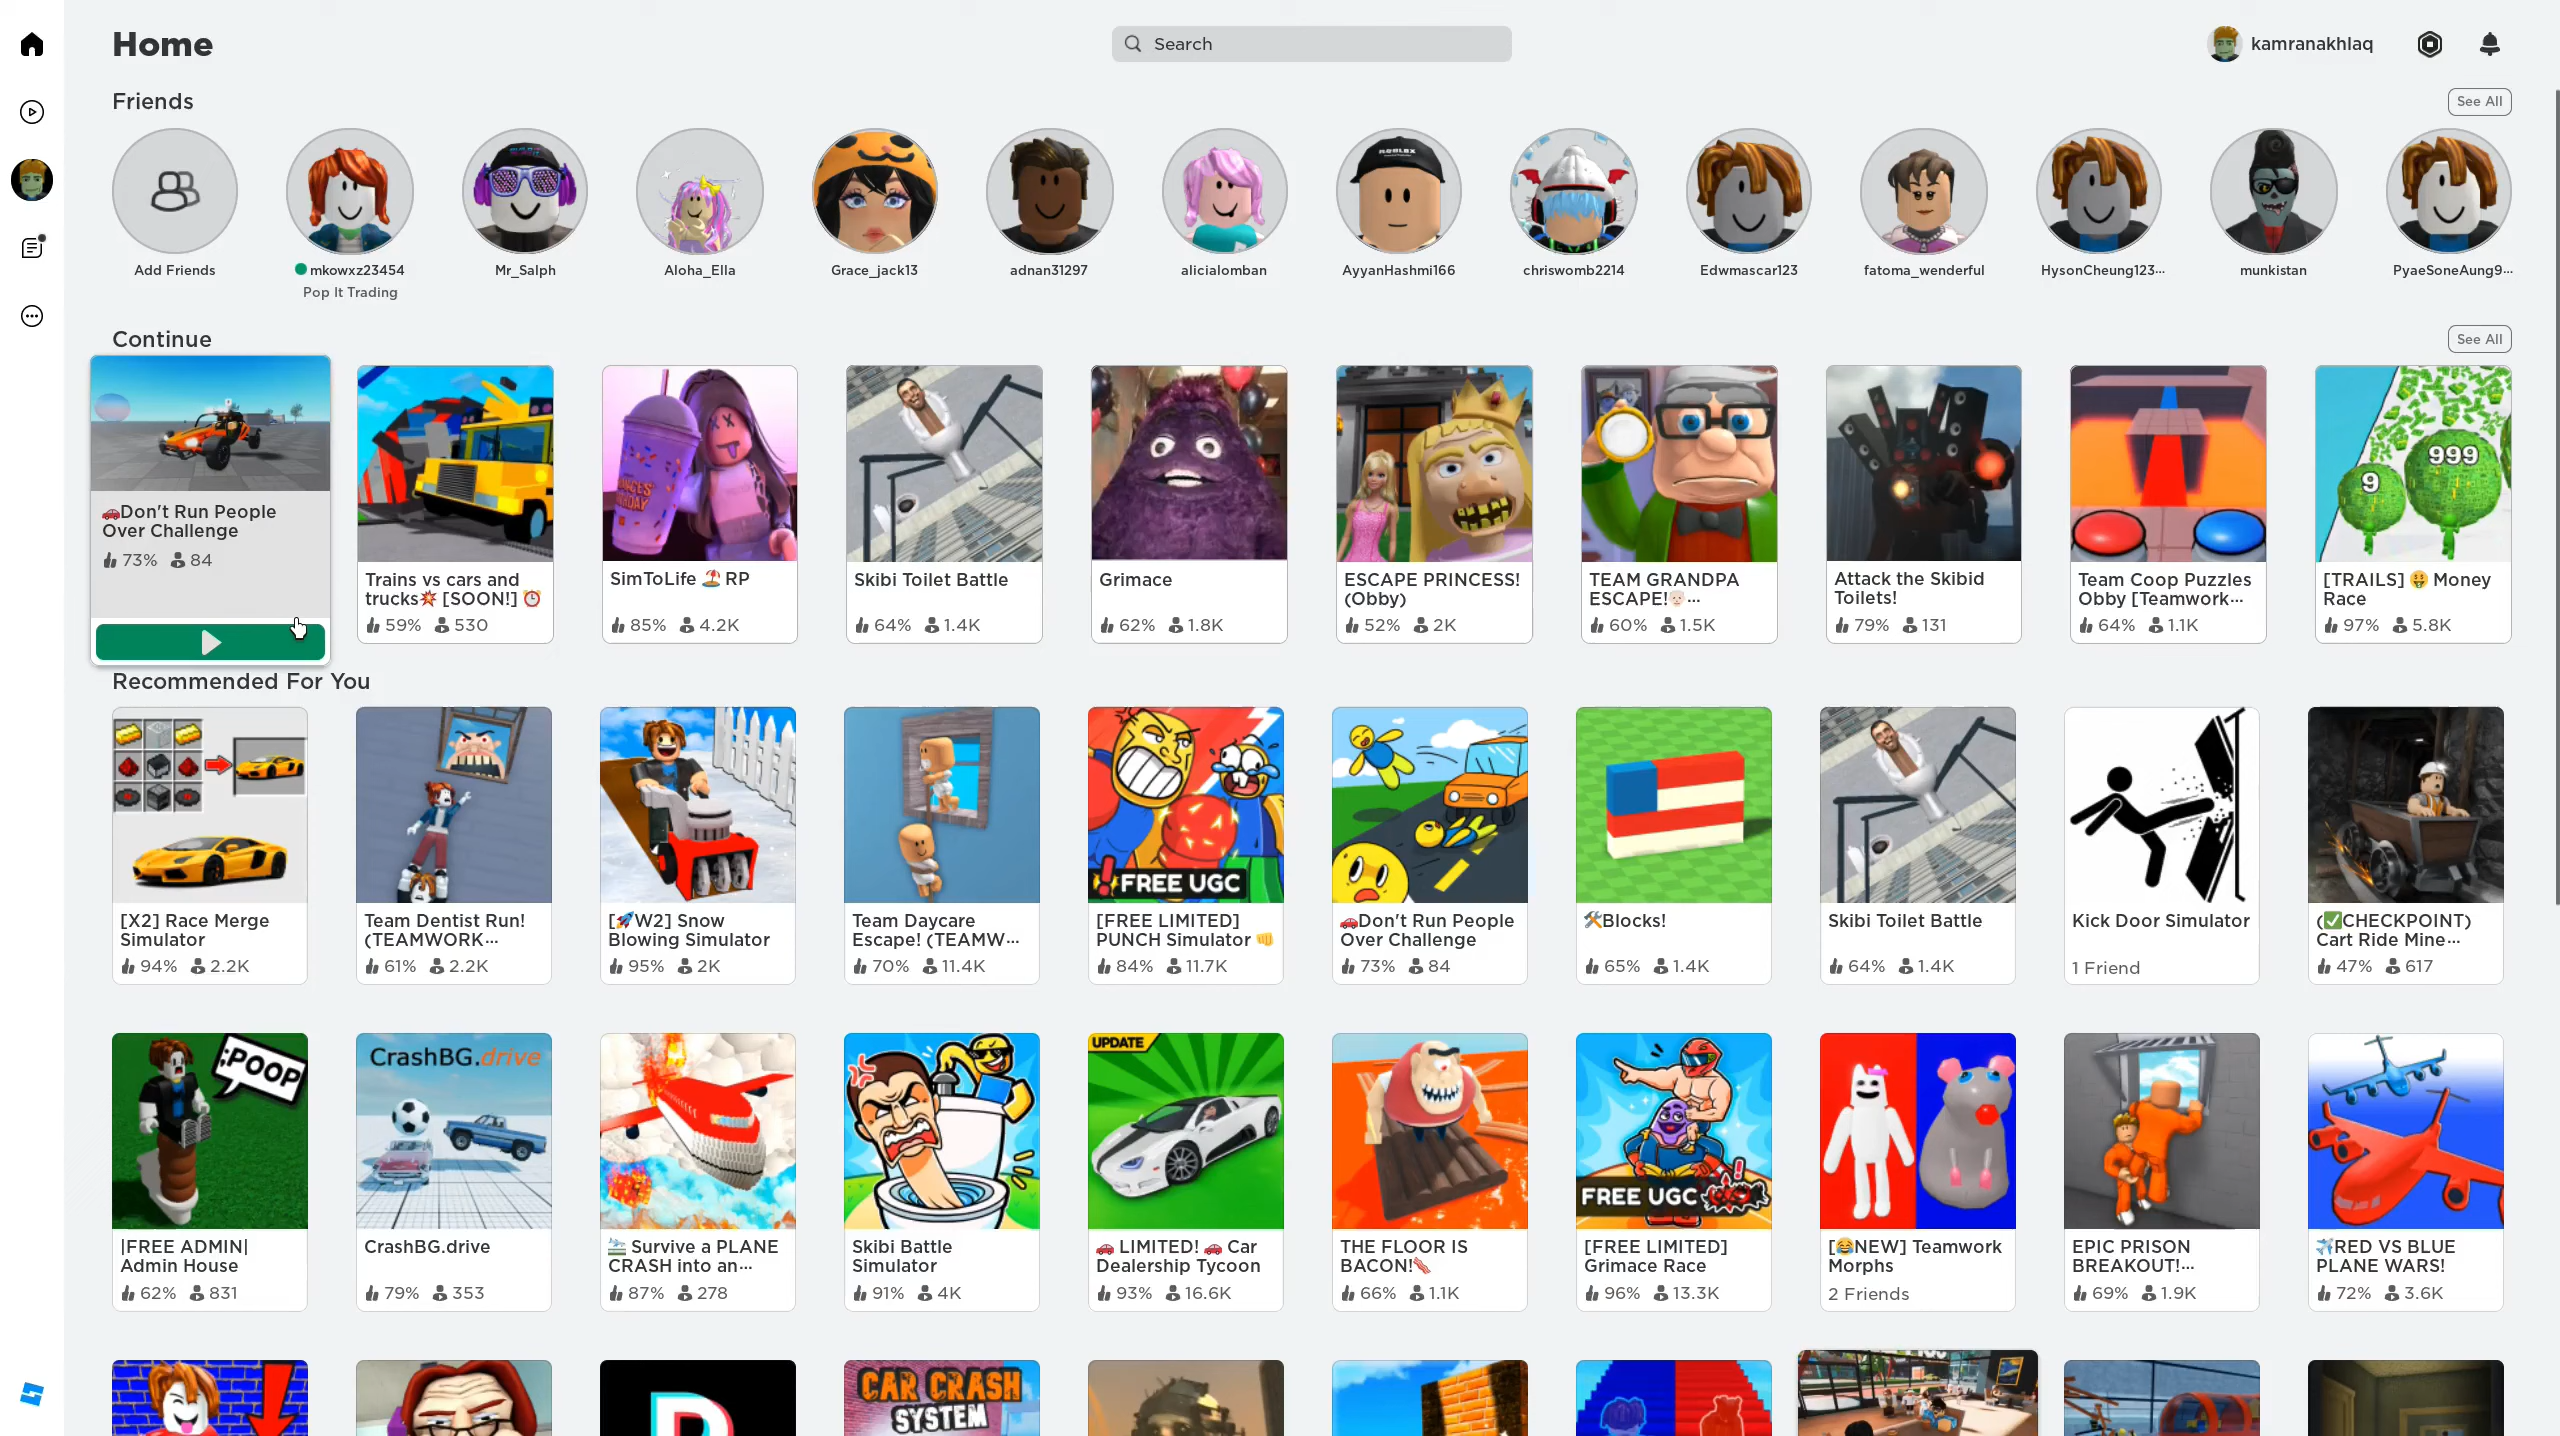 Home
Search
kamranakhlaq
Friends
See All
Add Friends
mkowxz23454
Pop It Trading
Mr_Salph
Aloha_Ella
Grace_jack13
adnan31297
alicialomban
AyyanHashmi166
chriswomb2214
Edwmascar123
fatoma_wenderful
HysonCheung123...
munkistan
PyaeSoneAung9...
Continue
See All
🚗Don't Run People
Over Challenge
73% 84
Trains vs cars and
trucks💥 [SOON!] ⏰
59% 530
SimToLife 🏖️ RP
85% 4.2K
Skibi Toilet Battle
64% 1.4K
Grimace
62% 1.8K
ESCAPE PRINCESS!
(Obby)
52% 2K
TEAM GRANDPA
ESCAPE!👴🏻...
60% 1.5K
Attack the Skibid
Toilets!
79% 131
Team Coop Puzzles
Obby [Teamwork...
64% 1.1K
9
999
[TRAILS] 🤑 Money
Race
97% 5.8K
Recommended For You
[X2] Race Merge
Simulator
94% 2.2K
Team Dentist Run!
(TEAMWORK...
61% 2.2K
[🚀W2] Snow
Blowing Simulator
95% 2K
Team Daycare
Escape! (TEAMW...
70% 11.4K
FREE UGC
[FREE LIMITED]
PUNCH Simulator 👊
84% 11.7K
🚗Don't Run People
Over Challenge
73% 84
🛠️Blocks!
65% 1.4K
Skibi Toilet Battle
64% 1.4K
Kick Door Simulator
1 Friend
(✅CHECKPOINT)
Cart Ride Mine...
47% 617
:POOP
|FREE ADMIN|
Admin House
62% 831
CrashBG.drive
CrashBG.drive
79% 353
🛬 Survive a PLANE
CRASH into an...
87% 278
Skibi Battle
Simulator
91% 4K
UPDATE
🚗 LIMITED! 🚗 Car
Dealership Tycoon
93% 16.6K
THE FLOOR IS
BACON!🥓
66% 1.1K
FREE UGC
[FREE LIMITED]
Grimace Race
96% 13.3K
[😂NEW] Teamwork
Morphs
2 Friends
EPIC PRISON
BREAKOUT!...
69% 1.9K
✈️RED VS BLUE
PLANE WARS!
72% 3.6K
CAR CRASH
SYSTEM